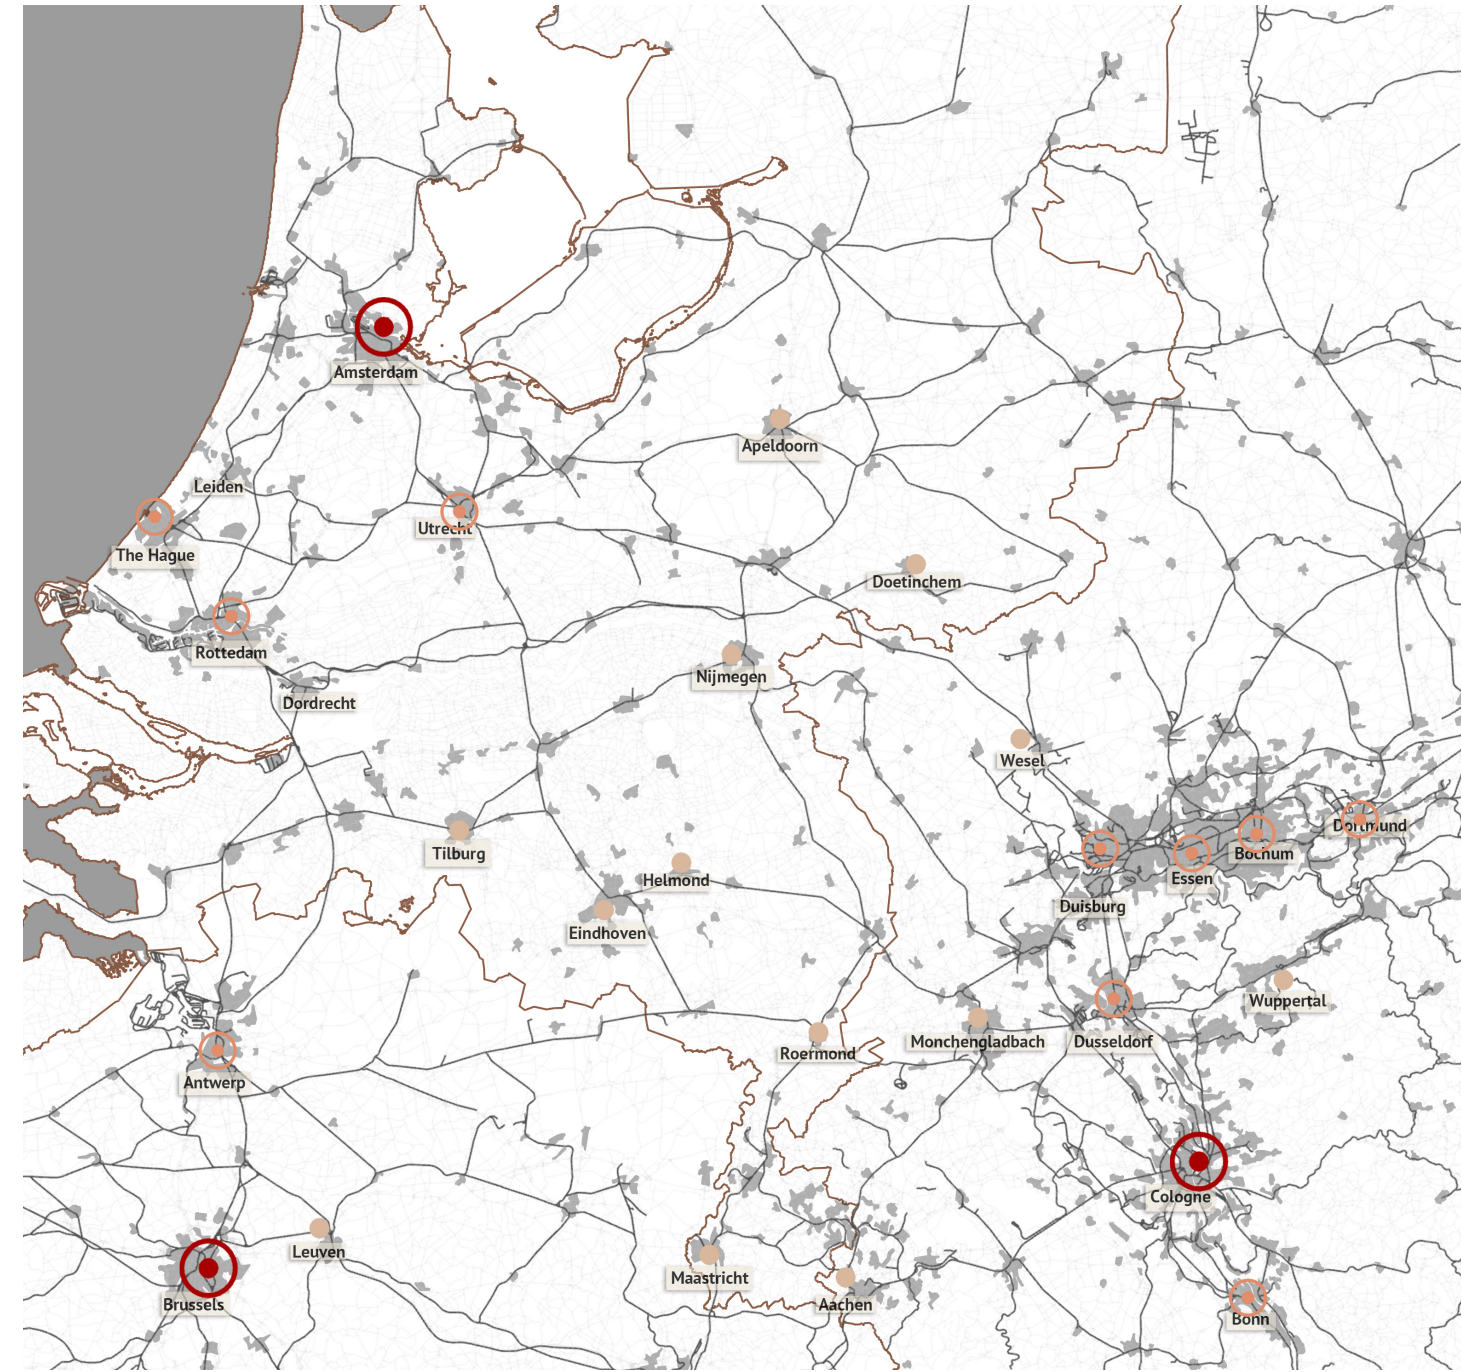 Amsterdam
Apeldoorn
Leiden
Utrecht
The Hague
Doetinchem
Rottedam
Nijmegen
Dordrecht
Wesel
Dortmund
Tilburg
Bochum
Helmond
Essen
Duisburg
Eindhoven
Wuppertal
Monchengladbach
Dusseldorf
Roermond
Antwerp
Cologne
Leuven
Maastricht
Brussels
Aachen
Bonn